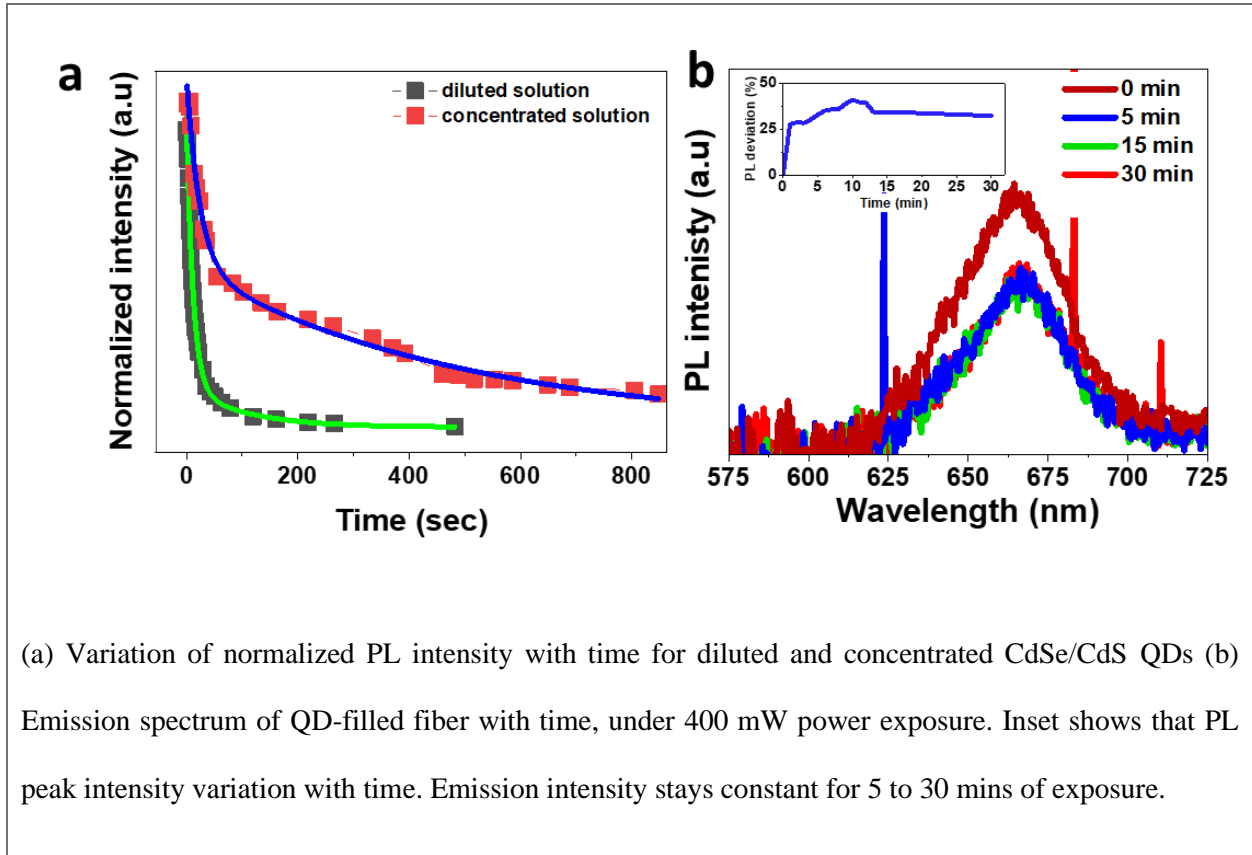 a
diluted solution
concentrated solution
Normalized intensity (a.u)
0
200
400
600
800
Time (sec)
b
50
25
0
PL deviation (%)
0
5
10
15
20
25
30
Time (min)
0 min
5 min
15 min
30 min
PL intenisty (a.u)
575
600
625
650
675
700
725
Wavelength (nm)
(a) Variation of normalized PL intensity with time for diluted and concentrated CdSe/CdS QDs (b)
Emission spectrum of QD-filled fiber with time, under 400 mW power exposure. Inset shows that PL
peak intensity variation with time. Emission intensity stays constant for 5 to 30 mins of exposure.